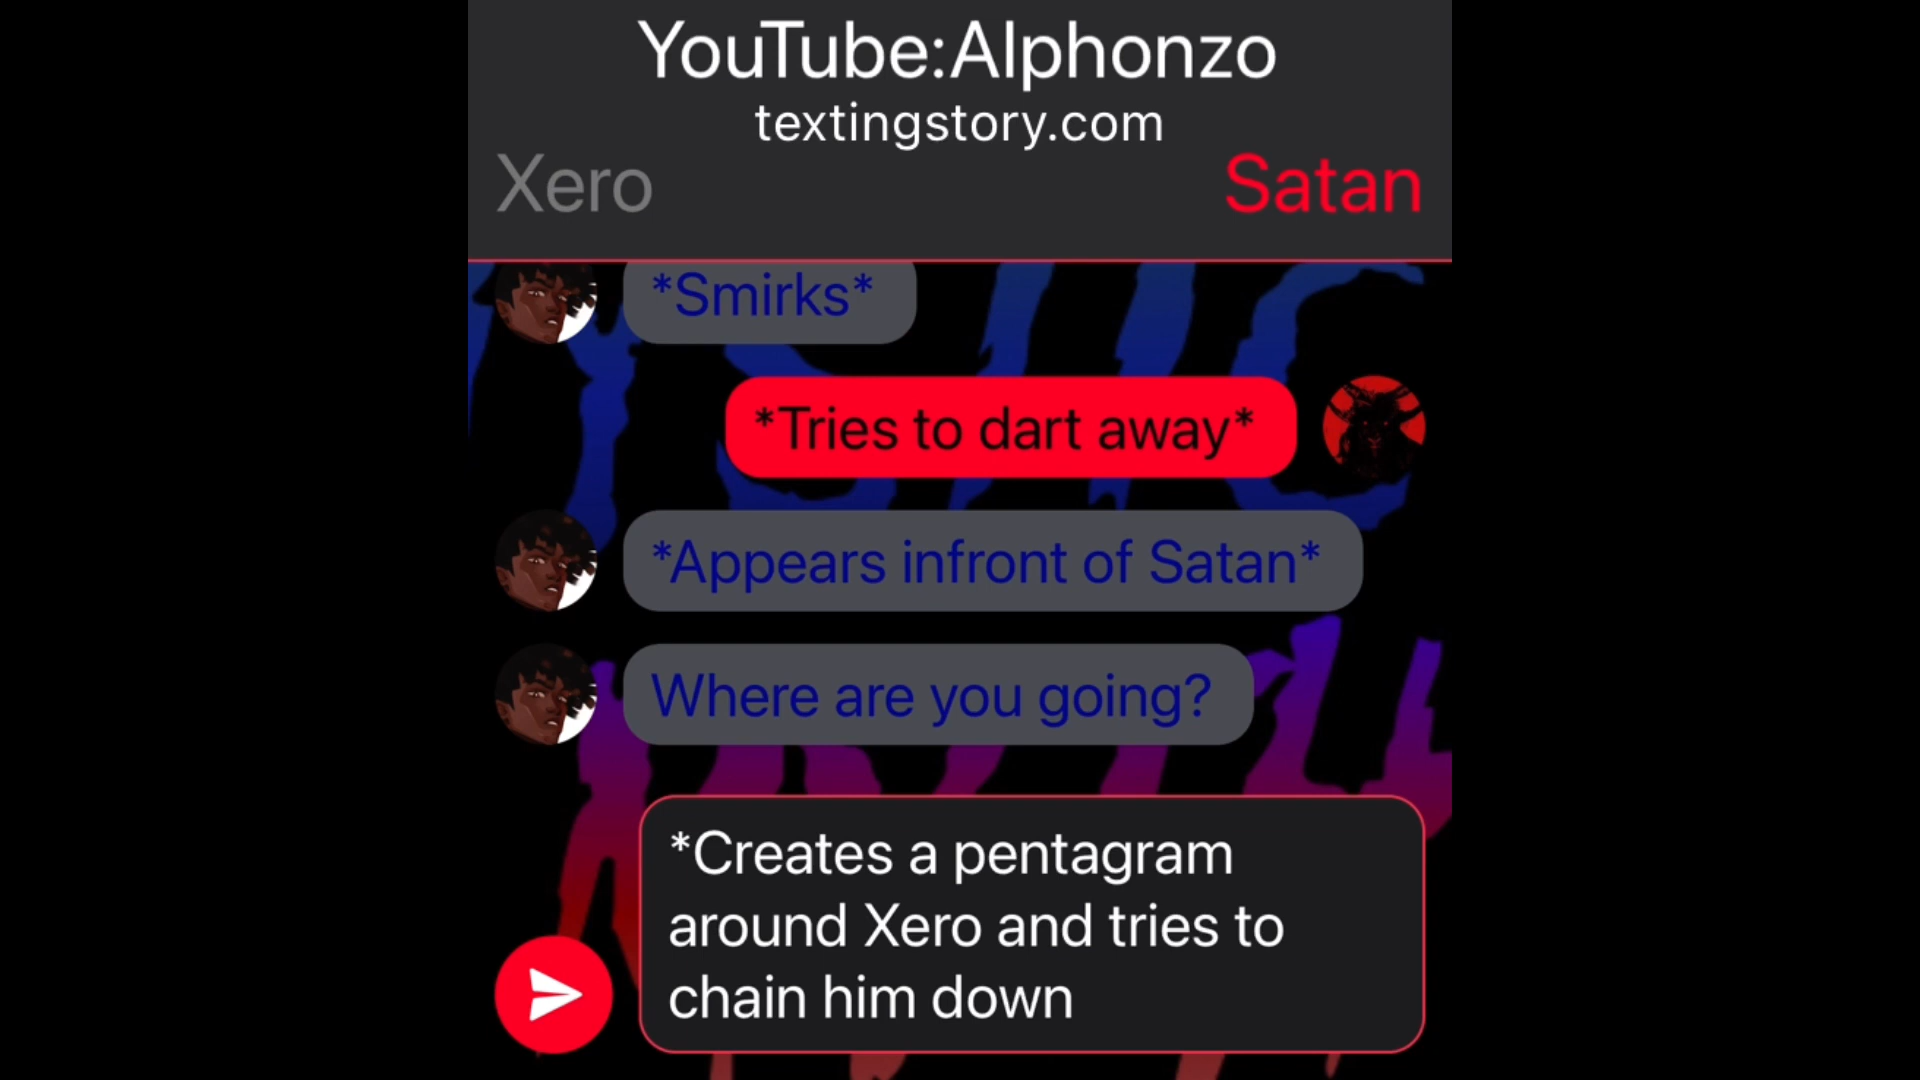 YouTube:Alphonzo
textingstory.com
Xero
Satan
*Smirks*
*Tries to dart away*
*Appears infront of Satan*
Where are you going?
*Creates a pentagram
around Xero and tries to
chain him down